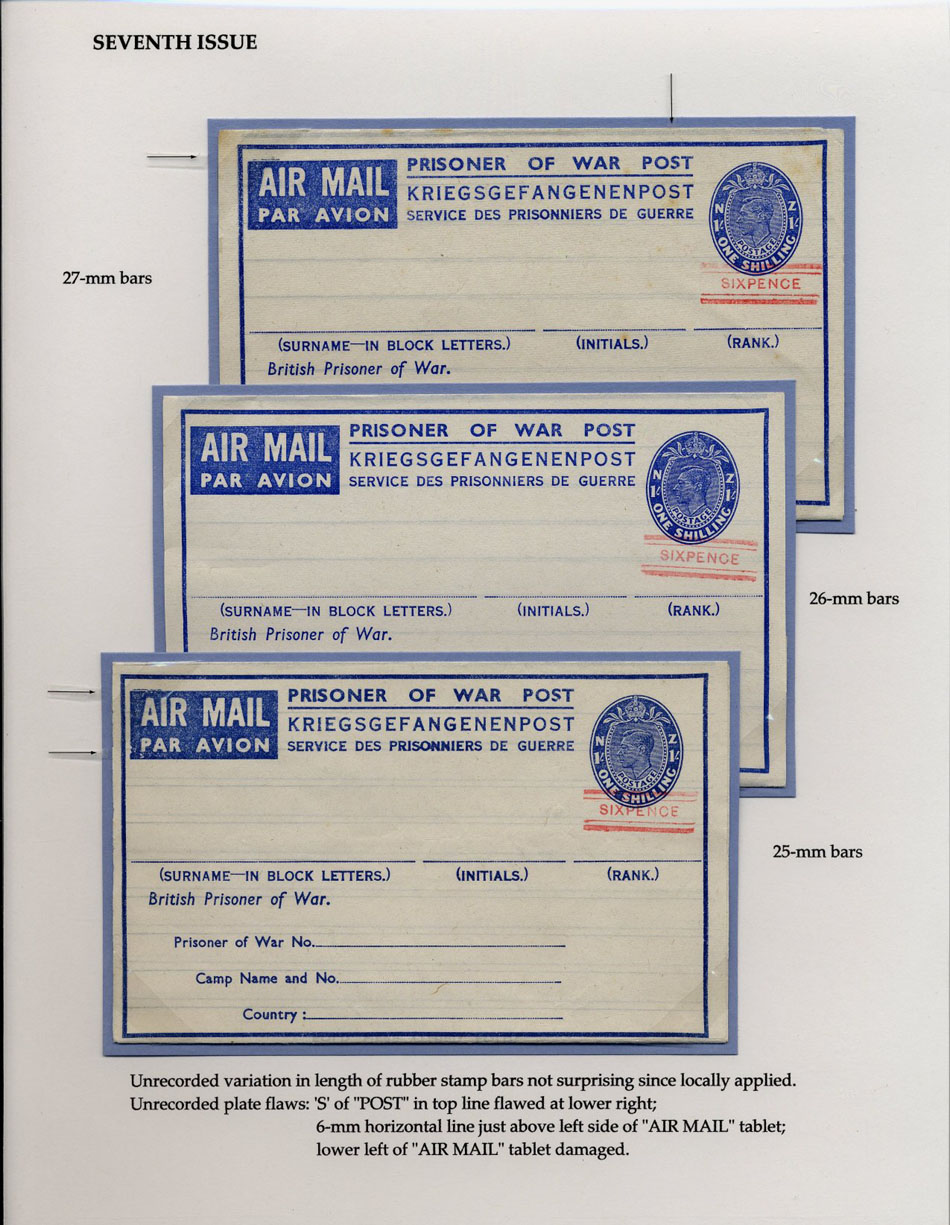 SEVENTH ISSUE
AIR MAIL
PAR AVION
PRISONER OF WAR POST
KRIEGSGEFANGENENPOST
SERVICE DES PRISONNIERS DE GUERRE
N Z
1/- 1/-
POSTAGE
ONE SHILLING
SIXPENCE
27-mm bars
(SURNAME—IN BLOCK LETTERS.) (INITIALS.) (RANK.)
British Prisoner of War.
AIR MAIL
PAR AVION
PRISONER OF WAR POST
KRIEGSGEFANGENENPOST
SERVICE DES PRISONNIERS DE GUERRE
N Z
1/- 1/-
POSTAGE
ONE SHILLING
SIXPENCE
26-mm bars
(SURNAME—IN BLOCK LETTERS.) (INITIALS.) (RANK.)
British Prisoner of War.
AIR MAIL
PAR AVION
PRISONER OF WAR POST
KRIEGSGEFANGENENPOST
SERVICE DES PRISONNIERS DE GUERRE
N Z
1/- 1/-
POSTAGE
ONE SHILLING
SIXPENCE
25-mm bars
(SURNAME—IN BLOCK LETTERS.) (INITIALS.) (RANK.)
British Prisoner of War.
Prisoner of War No.
Camp Name and No.
Country :
Unrecorded variation in length of rubber stamp bars not surprising since locally applied.
Unrecorded plate flaws: 'S' of "POST" in top line flawed at lower right;
6-mm horizontal line just above left side of "AIR MAIL" tablet;
lower left of "AIR MAIL" tablet damaged.